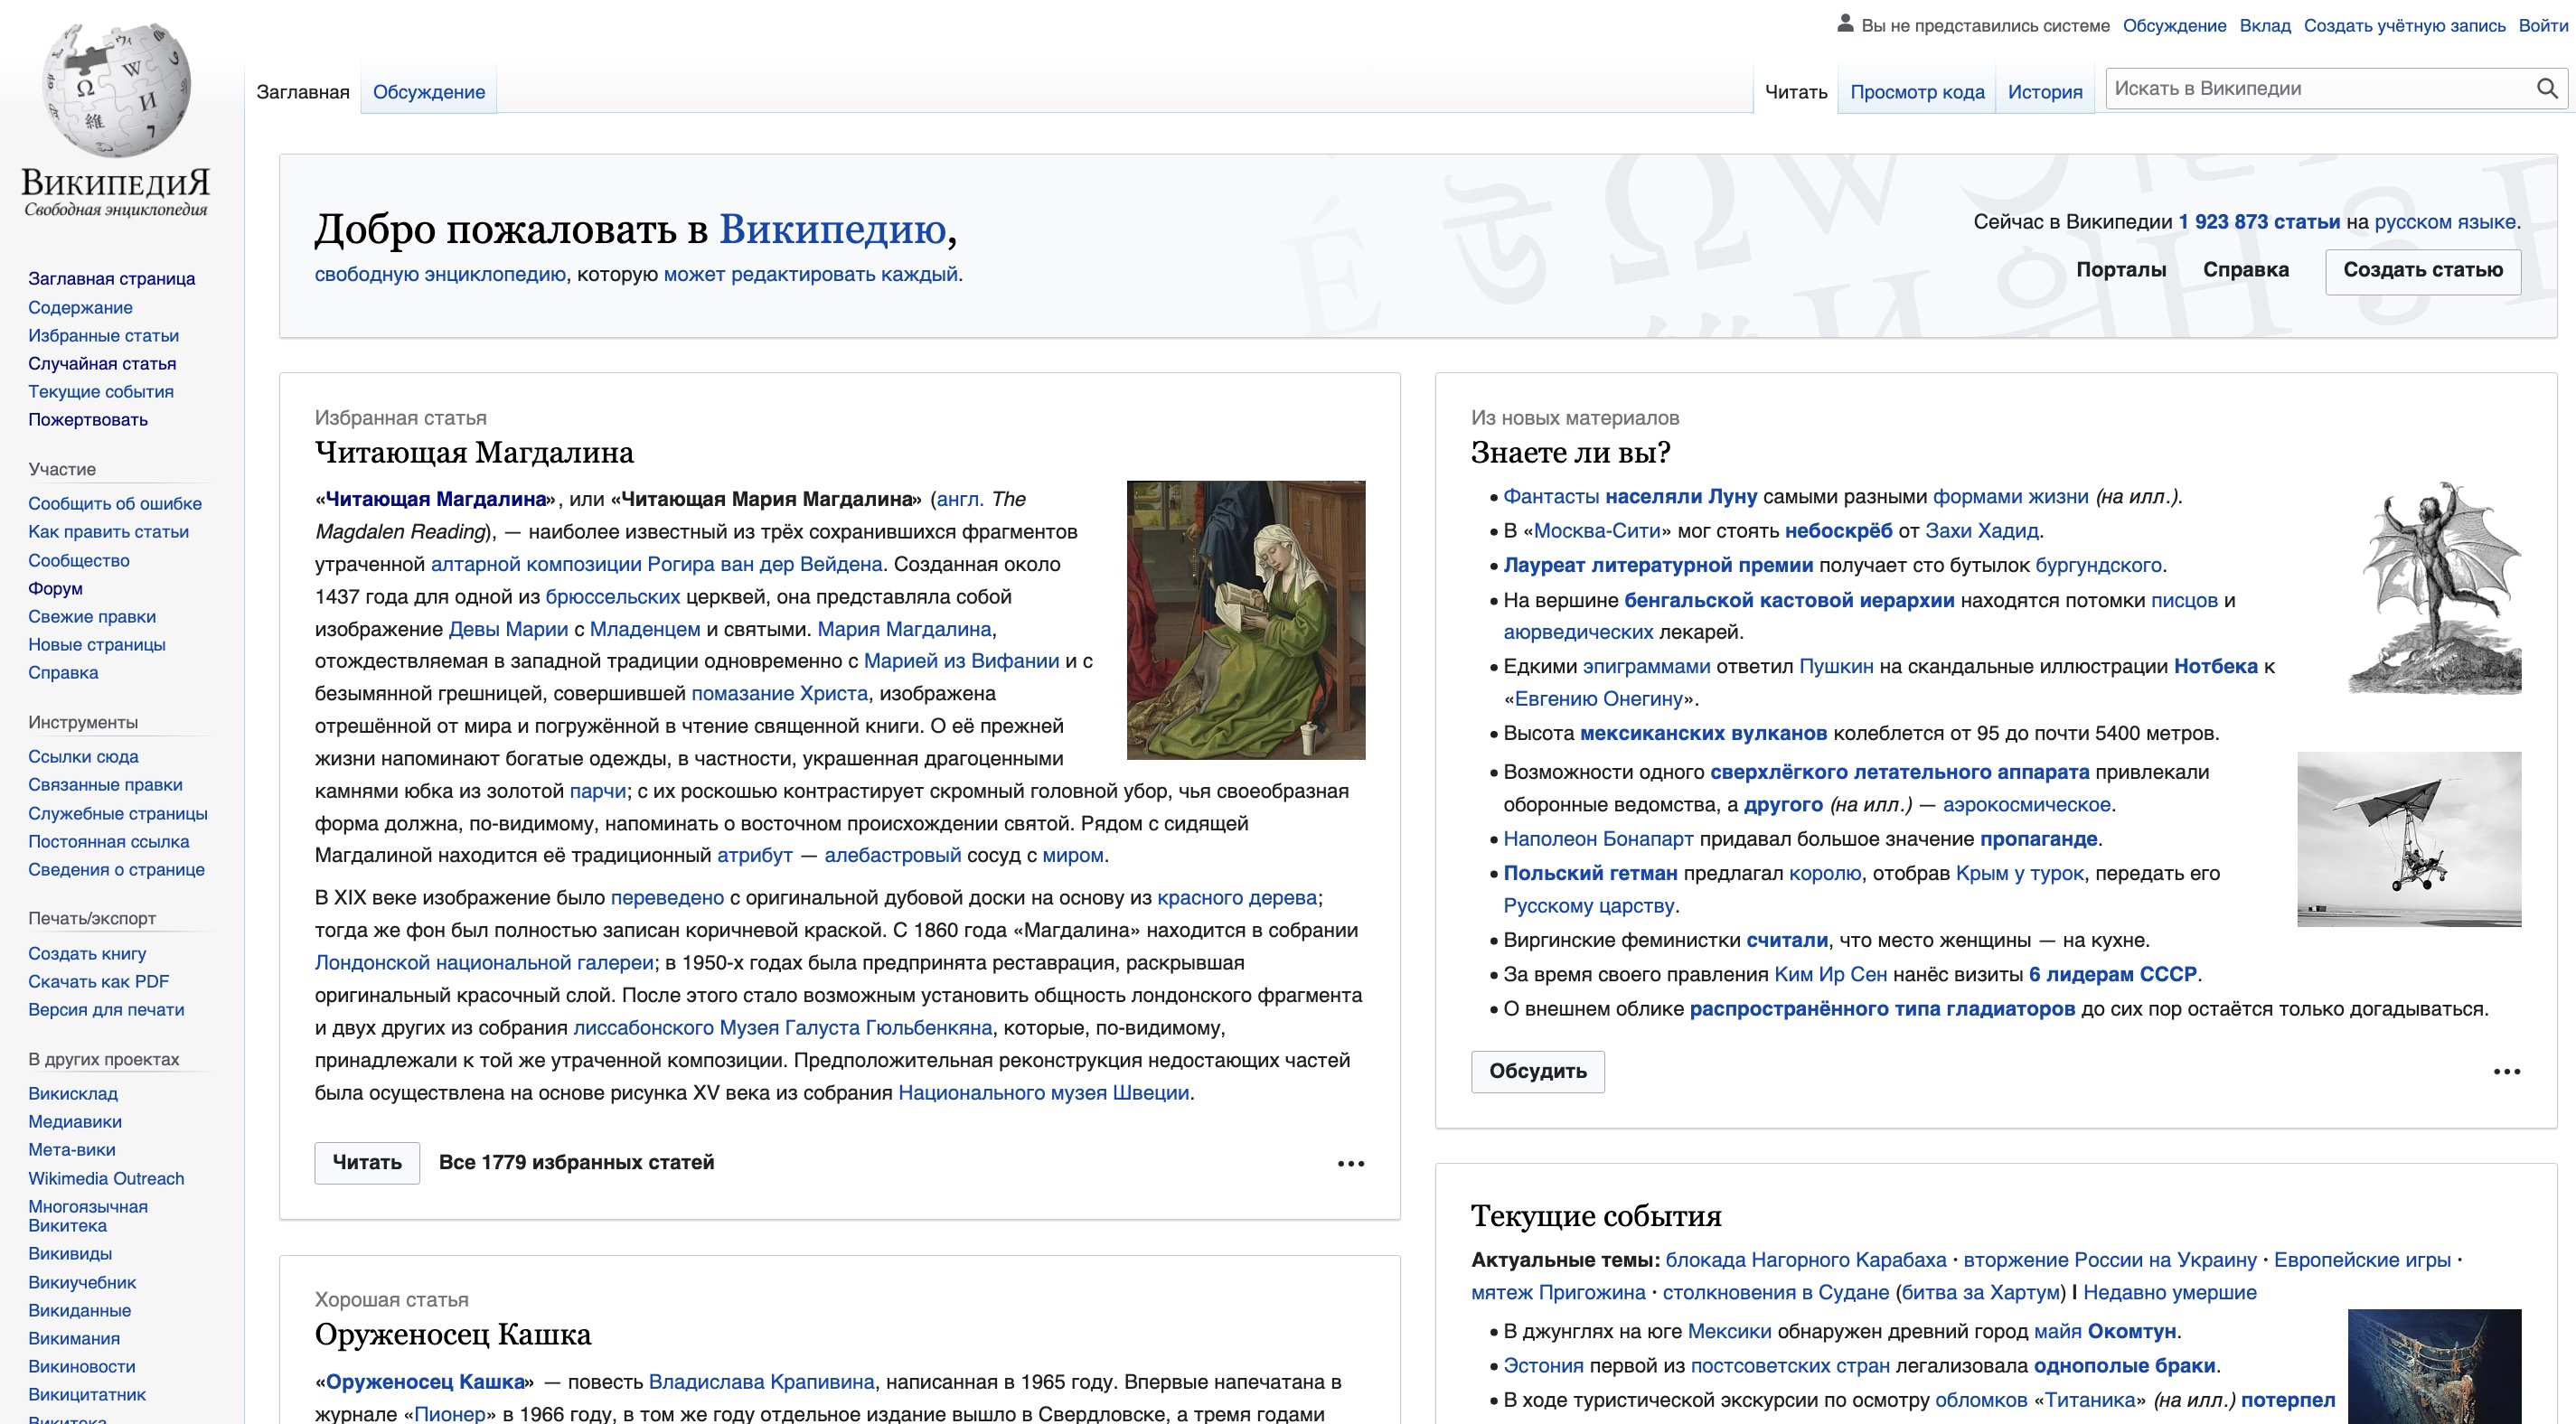 ВикипедиЯ
Свободная энциклопедия
Вы не представились системе Обсуждение Вклад Создать учётную запись Войти
Заглавная Обсуждение
Читать Просмотр кода История Искать в Википедии
Заглавная страница
Содержание
Избранные статьи
Случайная статья
Текущие события
Пожертвовать
Участие
Сообщить об ошибке
Как править статьи
Сообщество
Форум
Свежие правки
Новые страницы
Справка
Инструменты
Ссылки сюда
Связанные правки
Служебные страницы
Постоянная ссылка
Сведения о странице
Печать/экспорт
Создать книгу
Скачать как PDF
Версия для печати
В других проектах
Викисклад
Медиавики
Мета-вики
Wikimedia Outreach
Многоязычная
Викитека
Викивиды
Викиучебник
Викиданные
Викимания
Викиновости
Викицитатник
Викитека
Добро пожаловать в Википедию,
свободную энциклопедию, которую может редактировать каждый.
Сейчас в Википедии 1 923 873 статьи на русском языке.
Порталы Справка Создать статью
Избранная статья
Читающая Магдалина
«Читающая Магдалина», или «Читающая Мария Магдалина» (англ. The
Magdalen Reading), — наиболее известный из трёх сохранившихся фрагментов
утраченной алтарной композиции Рогира ван дер Вейдена. Созданная около
1437 года для одной из брюссельских церквей, она представляла собой
изображение Девы Марии с Младенцем и святыми. Мария Магдалина,
отождествляемая в западной традиции одновременно с Марией из Вифании и с
безымянной грешницей, совершившей помазание Христа, изображена
отрешённой от мира и погружённой в чтение священной книги. О её прежней
жизни напоминают богатые одежды, в частности, украшенная драгоценными
камнями юбка из золотой парчи; с их роскошью контрастирует скромный головной убор, чья своеобразная
форма должна, по-видимому, напоминать о восточном происхождении святой. Рядом с сидящей
Магдалиной находится её традиционный атрибут — алебастровый сосуд с миром.
В XIX веке изображение было переведено с оригинальной дубовой доски на основу из красного дерева;
тогда же фон был полностью записан коричневой краской. С 1860 года «Магдалина» находится в собрании
Лондонской национальной галереи; в 1950-х годах была предпринята реставрация, раскрывшая
оригинальный красочный слой. После этого стало возможным установить общность лондонского фрагмента
и двух других из собрания лиссабонского Музея Галуста Гюльбенкяна, которые, по-видимому,
принадлежали к той же утраченной композиции. Предположительная реконструкция недостающих частей
была осуществлена на основе рисунка XV века из собрания Национального музея Швеции.
Читать Все 1779 избранных статей
Хорошая статья
Оруженосец Кашка
«Оруженосец Кашка» — повесть Владислава Крапивина, написанная в 1965 году. Впервые напечатана в
журнале «Пионер» в 1966 году, в том же году отдельное издание вышло в Свердловске, а тремя годами
Из новых материалов
Знаете ли вы?
• Фантасты населяли Луну самыми разными формами жизни (на илл.).
• В «Москва-Сити» мог стоять небоскрёб от Захи Хадид.
• Лауреат литературной премии получает сто бутылок бургундского.
• На вершине бенгальской кастовой иерархии находятся потомки писцов и
аюрведических лекарей.
• Едкими эпиграммами ответил Пушкин на скандальные иллюстрации Нотбека к
«Евгению Онегину».
• Высота мексиканских вулканов колеблется от 95 до почти 5400 метров.
• Возможности одного сверхлёгкого летательного аппарата привлекали
оборонные ведомства, а другого (на илл.) — аэрокосмическое.
• Наполеон Бонапарт придавал большое значение пропаганде.
• Польский гетман предлагал королю, отобрав Крым у турок, передать его
Русскому царству.
• Виргинские феминистки считали, что место женщины — на кухне.
• За время своего правления Ким Ир Сен нанёс визиты 6 лидерам СССР.
• О внешнем облике распространённого типа гладиаторов до сих пор остаётся только догадываться.
Обсудить
Текущие события
Актуальные темы: блокада Нагорного Карабаха · вторжение России на Украину · Европейские игры ·
мятеж Пригожина · столкновения в Судане (битва за Хартум) I Недавно умершие
• В джунглях на юге Мексики обнаружен древний город майя Окомтун.
• Эстония первой из постсоветских стран легализовала однополые браки.
• В ходе туристической экскурсии по осмотру обломков «Титаника» (на илл.) потерпел